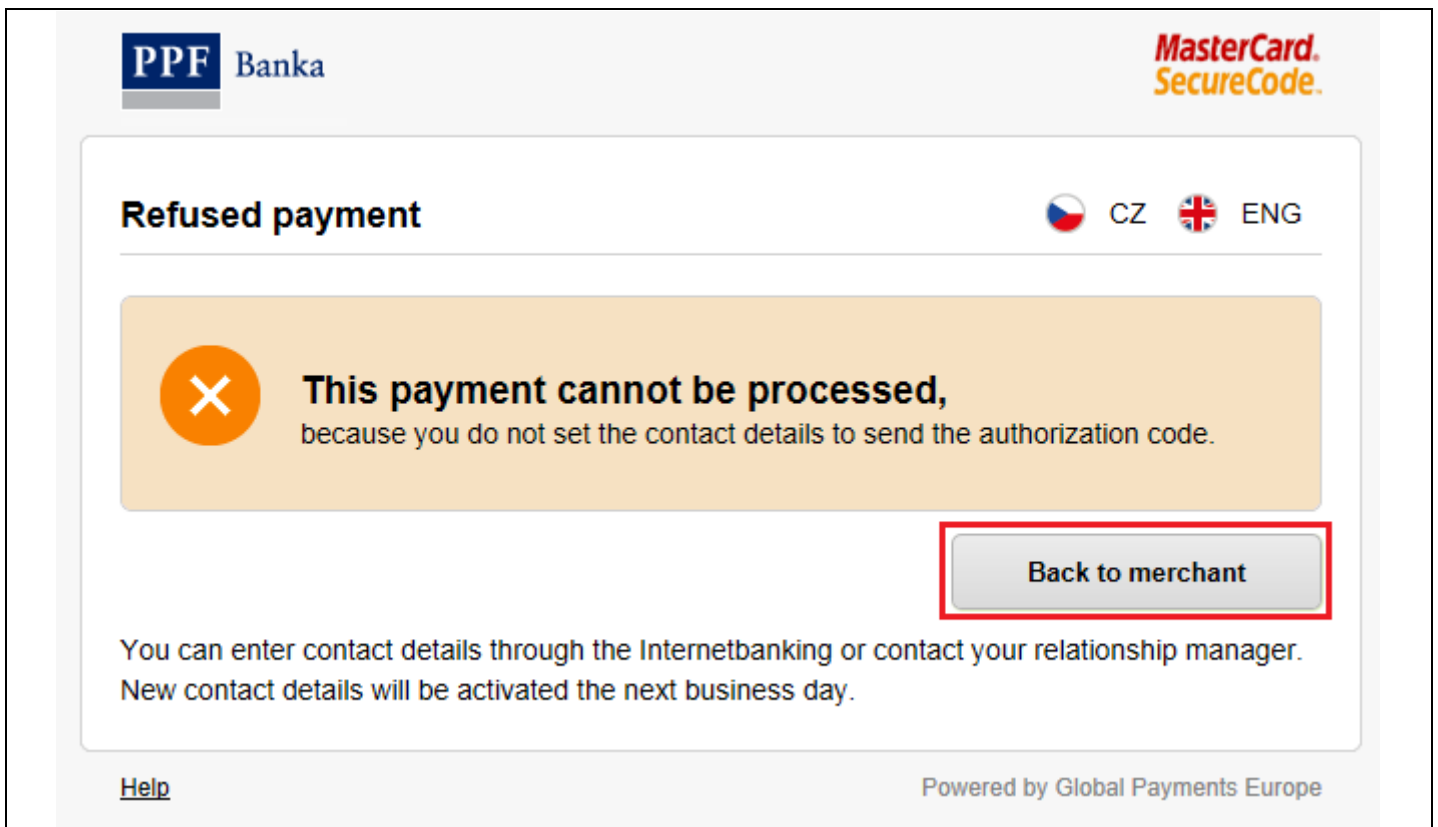 PPF Banka
MasterCard.
SecureCode.
Refused payment
CZ ENG
This payment cannot be processed,
because you do not set the contact details to send the authorization code.
Back to merchant
You can enter contact details through the Internetbanking or contact your relationship manager.
New contact details will be activated the next business day.
Help
Powered by Global Payments Europe